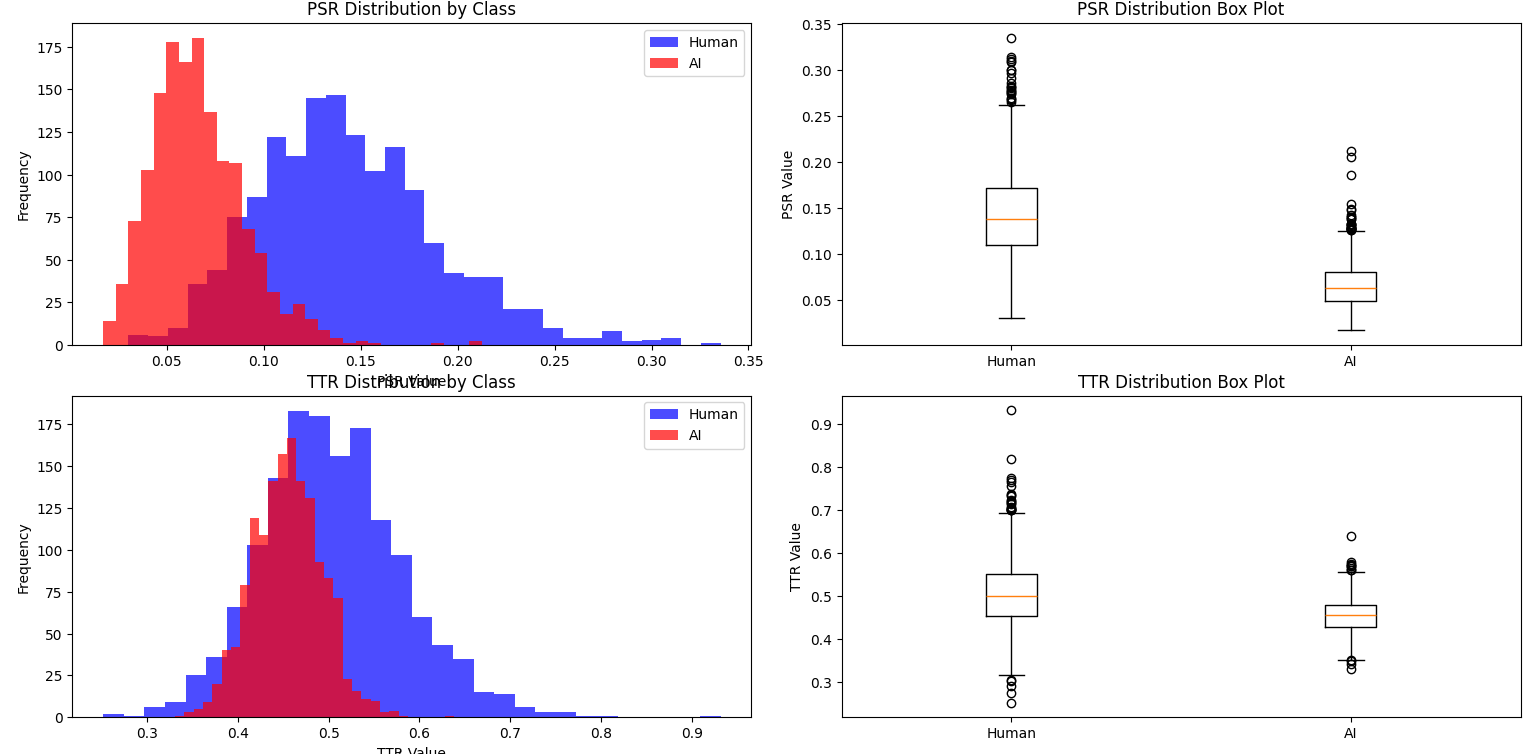 PSR Distribution by Class
Frequency
175
150
125
100
75
50
25
0
Human
AI
0.05
0.10
0.15
0.20
0.25
0.30
0.35
PSR Value
PSR Distribution Box Plot
PSR Value
0.35
0.30
0.25
0.20
0.15
0.10
0.05
Human
AI
TTR Distribution by Class
Frequency
175
150
125
100
75
50
25
0
Human
AI
0.3
0.4
0.5
0.6
0.7
0.8
0.9
TTR Value
TTR Distribution Box Plot
TTR Value
0.9
0.8
0.7
0.6
0.5
0.4
0.3
Human
AI